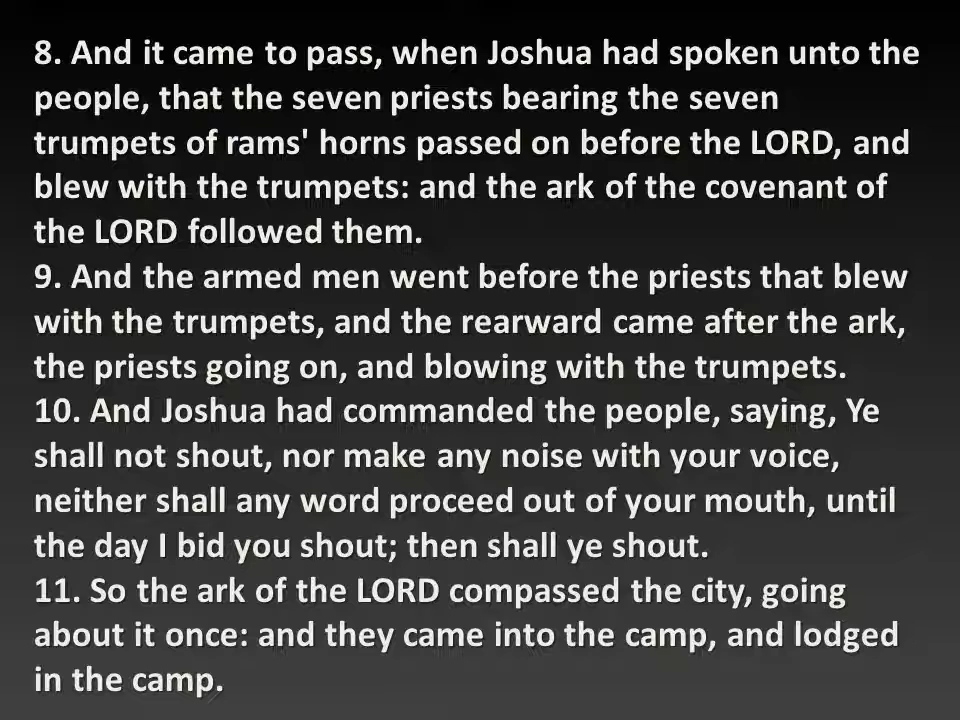 8. And it came to pass, when Joshua had spoken unto the
people, that the seven priests bearing the seven
trumpets of rams' horns passed on before the LORD, and
blew with the trumpets: and the ark of the covenant of
the LORD followed them.
9. And the armed men went before the priests that blew
with the trumpets, and the rearward came after the ark,
the priests going on, and blowing with the trumpets.
10. And Joshua had commanded the people, saying, Ye
shall not shout, nor make any noise with your voice,
neither shall any word proceed out of your mouth, until
the day I bid you shout; then shall ye shout.
11. So the ark of the LORD compassed the city, going
about it once: and they came into the camp, and lodged
in the camp.